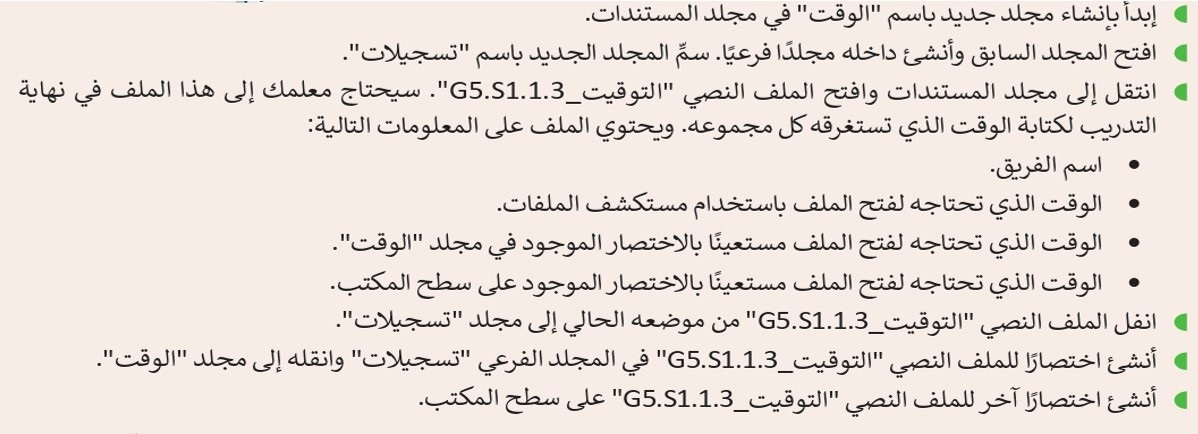 إبدأ بإنشاء مجلد جديد باسم "الوقت" في مجلد المستندات.
افتح المجلد السابق وأنشئ داخله مجلدًا فرعيًا. سمِّ المجلد الجديد باسم "تسجيلات".
انتقل إلى مجلد المستندات وافتح الملف النصي "التوقيت_G5.S1.1.3". سيحتاج معلمك إلى هذا الملف في نهاية
التدريب لكتابة الوقت الذي تستغرقه كل مجموعه. ويحتوي الملف على المعلومات التالية:
• اسم الفريق.
• الوقت الذي تحتاجه لفتح الملف باستخدام مستكشف الملفات.
• الوقت الذي تحتاجه لفتح الملف مستعينًا بالاختصار الموجود في مجلد "الوقت".
• الوقت الذي تحتاجه لفتح الملف مستعينًا بالاختصار الموجود على سطح المكتب.
انفل الملف النصي "التوقيت_G5.S1.1.3" من موضعه الحالي إلى مجلد "تسجيلات".
أنشئ اختصارًا للملف النصي "التوقيت_G5.S1.1.3" في المجلد الفرعي "تسجيلات" وانقله إلى مجلد "الوقت".
أنشئ اختصارًا آخر للملف النصي "التوقيت_G5.S1.1.3" على سطح المكتب.